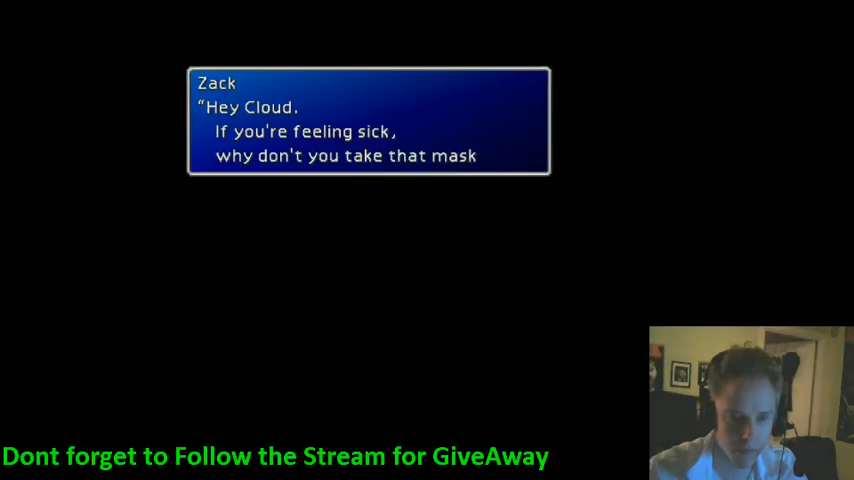 Zack
“Hey Cloud.
If you're feeling sick,
why don't you take that mask
Dont forget to Follow the Stream for GiveAway